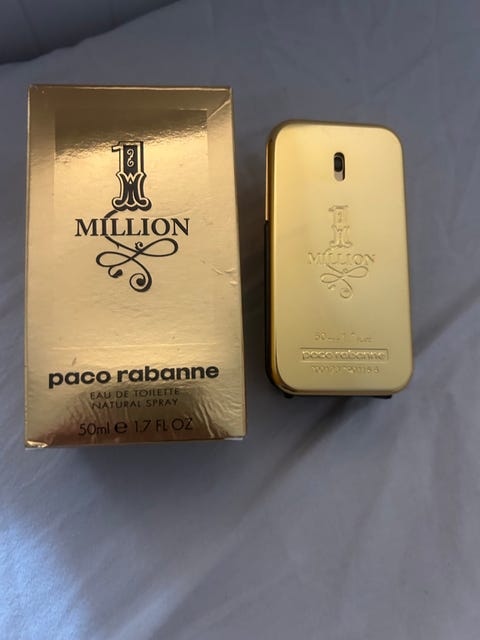 1
MILLION
paco rabanne
EAU DE TOILETTE
NATURAL SPRAY
50ml e 1.7 FL OZ
1
MILLION
paco rabanne